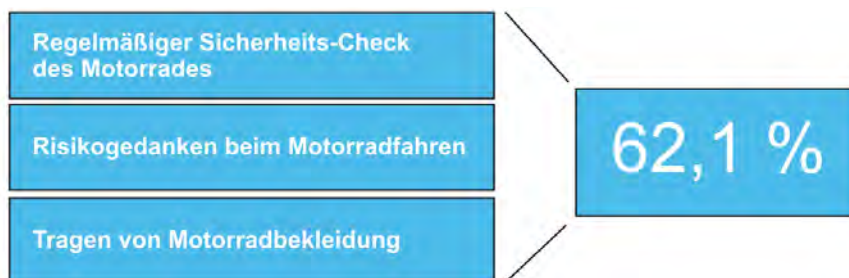 Regelmäßiger Sicherheits-Check
des Motorrades
Risikogedanken beim Motorradfahren
Tragen von Motorradbekleidung
62,1 %